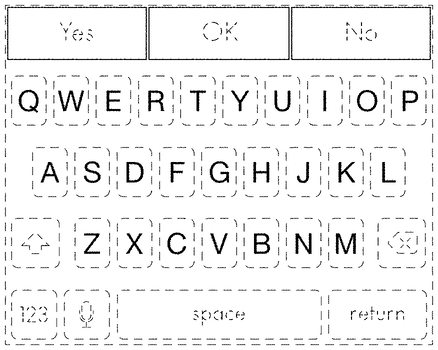 Yes OK No
Q W E R T Y U I O P
A S D F G H J K L
Z X C V B N M
123 space return